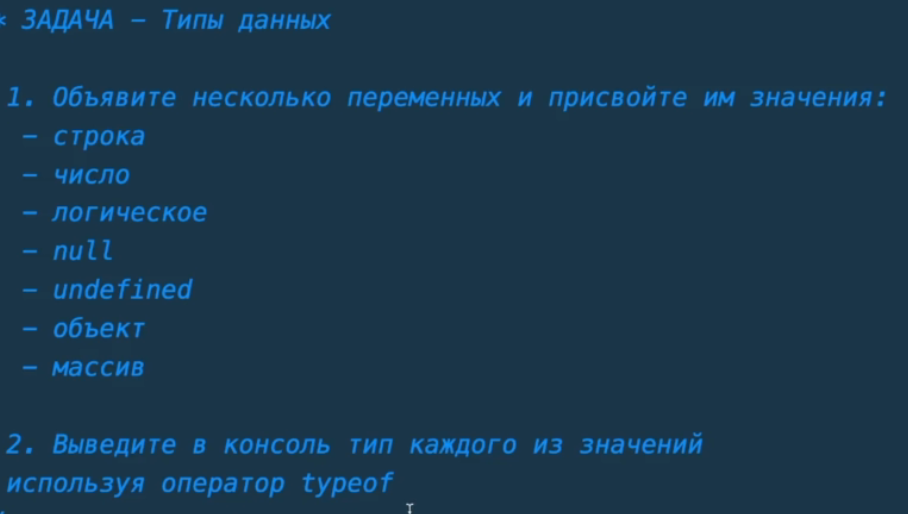 * ЗАДАЧА – Типы данных
1. Объявите несколько переменных и присвойте им значения:
– строка
– число
– логическое
– null
– undefined
– объект
– массив
2. Выведите в консоль тип каждого из значений
используя оператор typeof